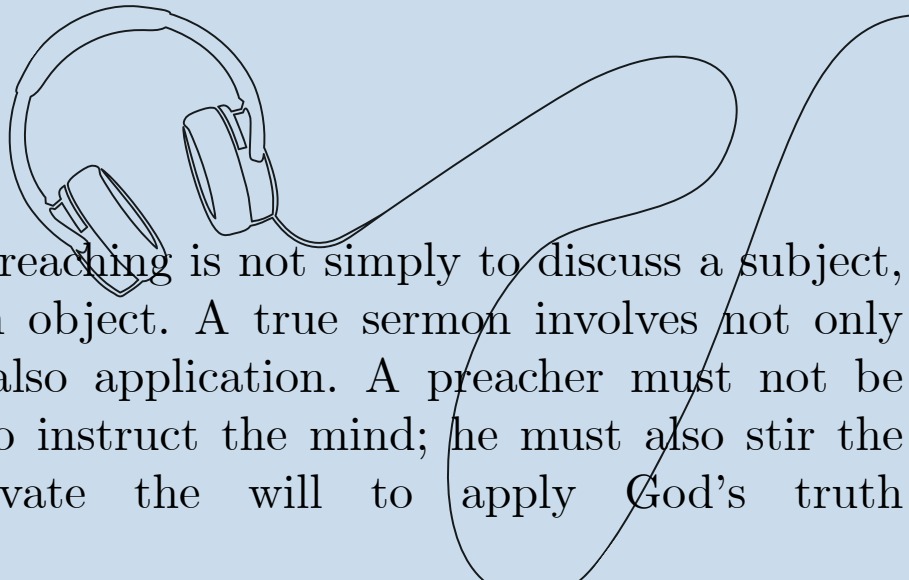 reaching is not simply to discuss a subject,
object. A true sermon involves not only
also application. A preacher must not be
instruct the mind; he must also stir the
vate the will to apply God's truth